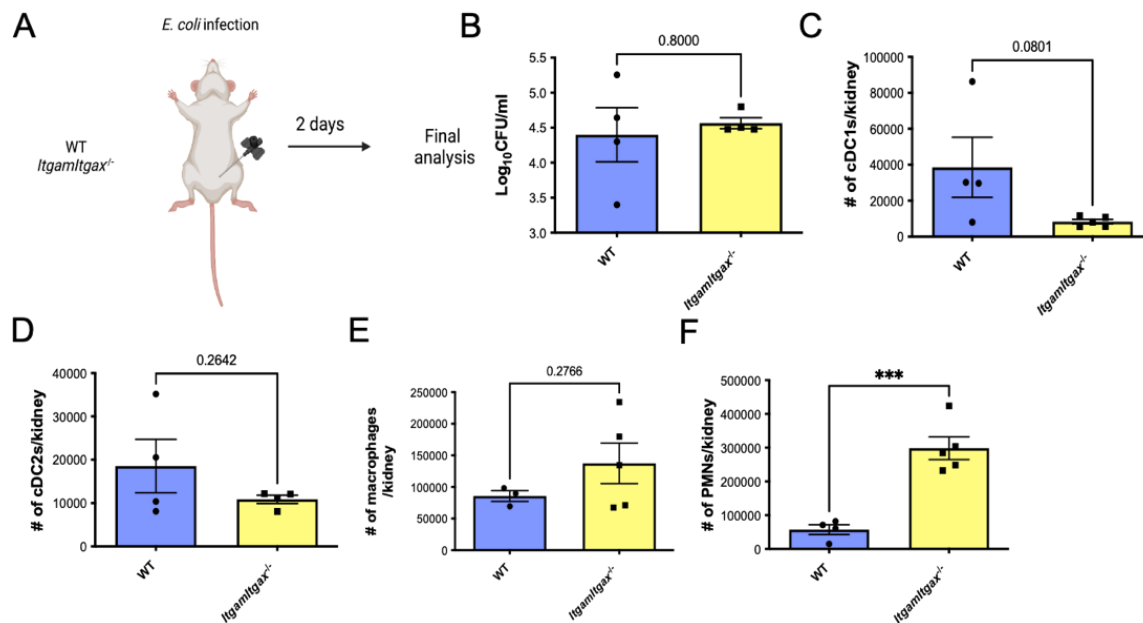 A
E. coli infection
WT
ItgamItgax-/-
2 days
Final
analysis
B
0.8000
Log10CFU/ml
5.5
5.0
4.5
4.0
3.5
3.0
WT
ItgamItgax-/-
C
0.0801
# of cDC1s/kidney
100000
80000
60000
40000
20000
0
WT
ItgamItgax-/-
D
0.2642
# of cDC2s/kidney
40000
30000
20000
10000
0
WT
ItgamItgax-/-
E
0.2766
# of macrophages
/kidney
250000
200000
150000
100000
50000
0
WT
ItgamItgax-/-
F
***
# of PMNs/kidney
500000
400000
300000
200000
100000
0
WT
ItgamItgax-/-